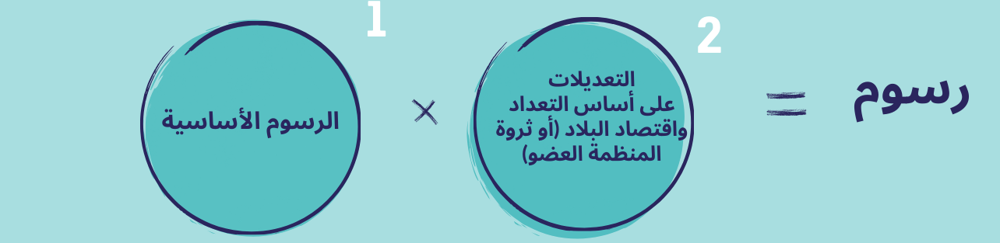 1
الرسوم الأساسية
×
2
التعديلات
على أساس التعداد
واقتصاد البلاد (أو ثروة
المنظمة العضو)
=
رسوم